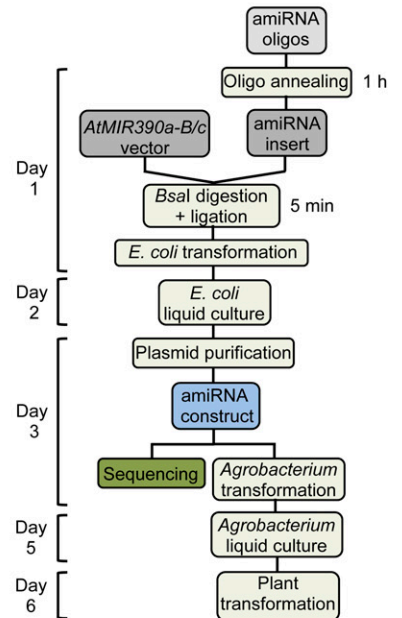 amiRNA
oligos
Oligo annealing
1 h
AtMIR390a-B/c
vector
amiRNA
insert
Day
1
BsaI digestion
+ ligation
5 min
E. coli transformation
Day
2
E. coli
liquid culture
Plasmid purification
Day
3
amiRNA
construct
Sequencing
Agrobacterium
transformation
Day
5
Agrobacterium
liquid culture
Day
6
Plant
transformation